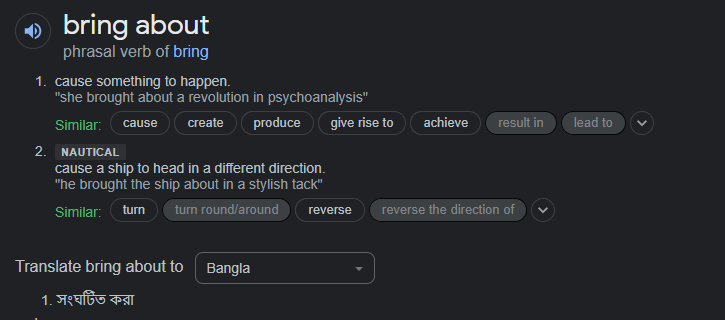 bring about
phrasal verb of bring
1. cause something to happen.
"she brought about a revolution in psychoanalysis"
Similar: cause create produce give rise to achieve result in lead to
2. NAUTICAL
cause a ship to head in a different direction.
"he brought the ship about in a stylish tack"
Similar: turn turn round/around reverse reverse the direction of
Translate bring about to Bangla
1. সংঘটিত করা